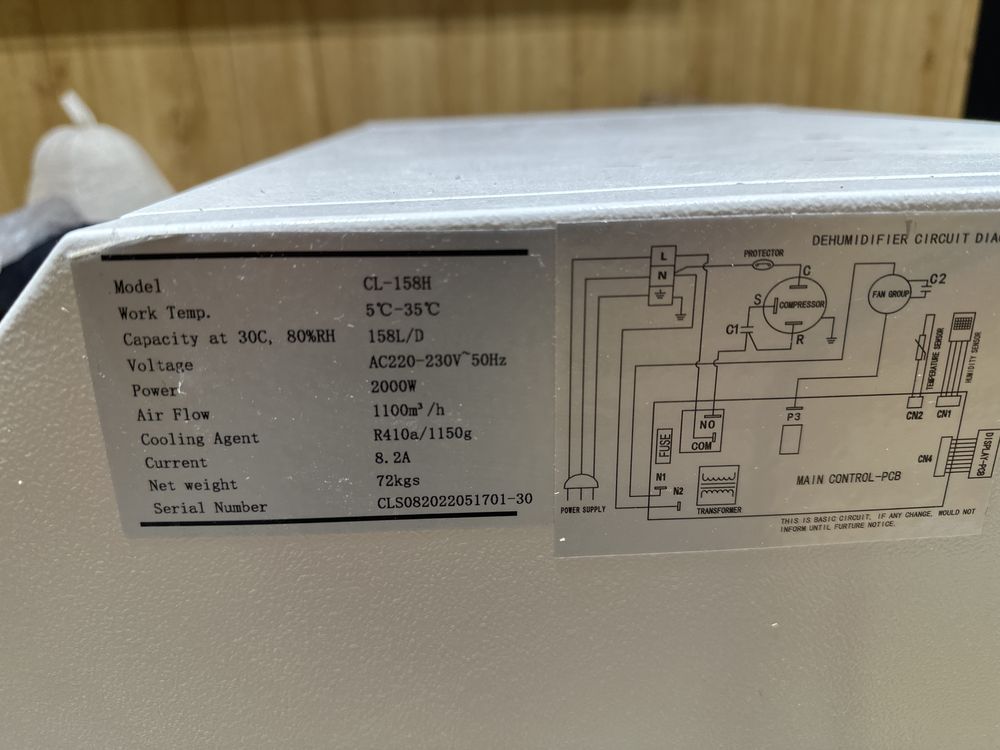 Model CL-158H
Work Temp. 5℃-35℃
Capacity at 30C, 80%RH 158L/D
Voltage AC220-230V~50Hz
Power 2000W
Air Flow 1100m³/h
Cooling Agent R410a/1150g
Current 8.2A
Net weight 72kgs
Serial Number CLS082022051701-30
DEHUMIDIFIER CIRCUIT DIA
L
N
PROTECTOR
C
S
COMPRESSOR
R
C1
FAN GROUP
C2
TEMPERATURE SENSOR
HUMIDITY SENSOR
CN2
CN1
NO
COM
P3
FUSE
N1
N2
TRANSFORMER
MAIN CONTROL-PCB
CN4
DISPLAY-PCB
POWER SUPPLY
THIS IS BASIC CIRCUIT, IF ANY CHANGE, WOULD NOT
INFORM UNTIL FURTURE NOTICE.